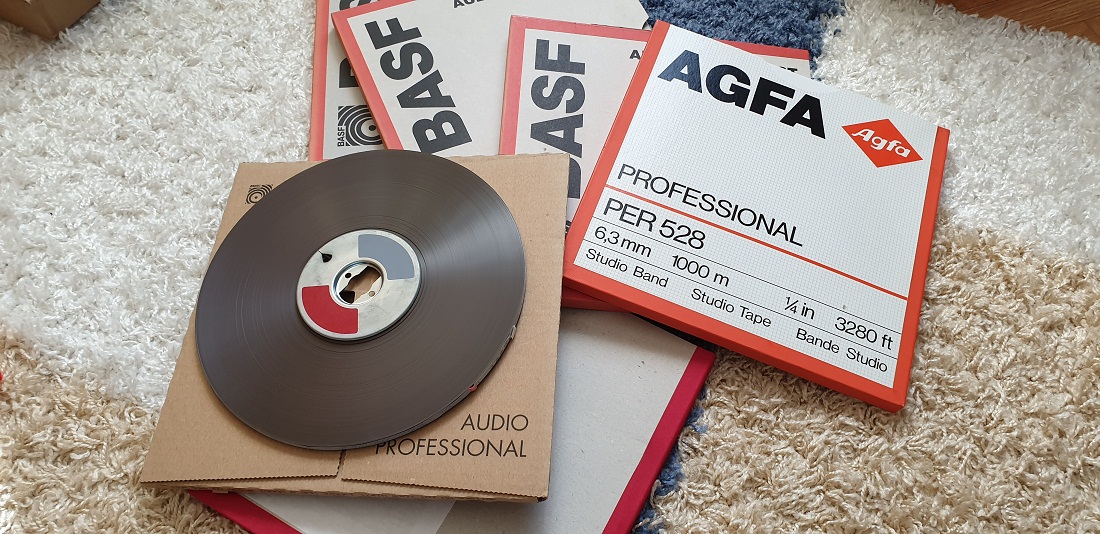 BASF
BASF
BASF
AGFA
Agfa
PROFESSIONAL
PER 528
6,3 mm 1000 m ¼ in 3280 ft
Studio Band Studio Tape Bande Studio
AUDIO
PROFESSIONAL